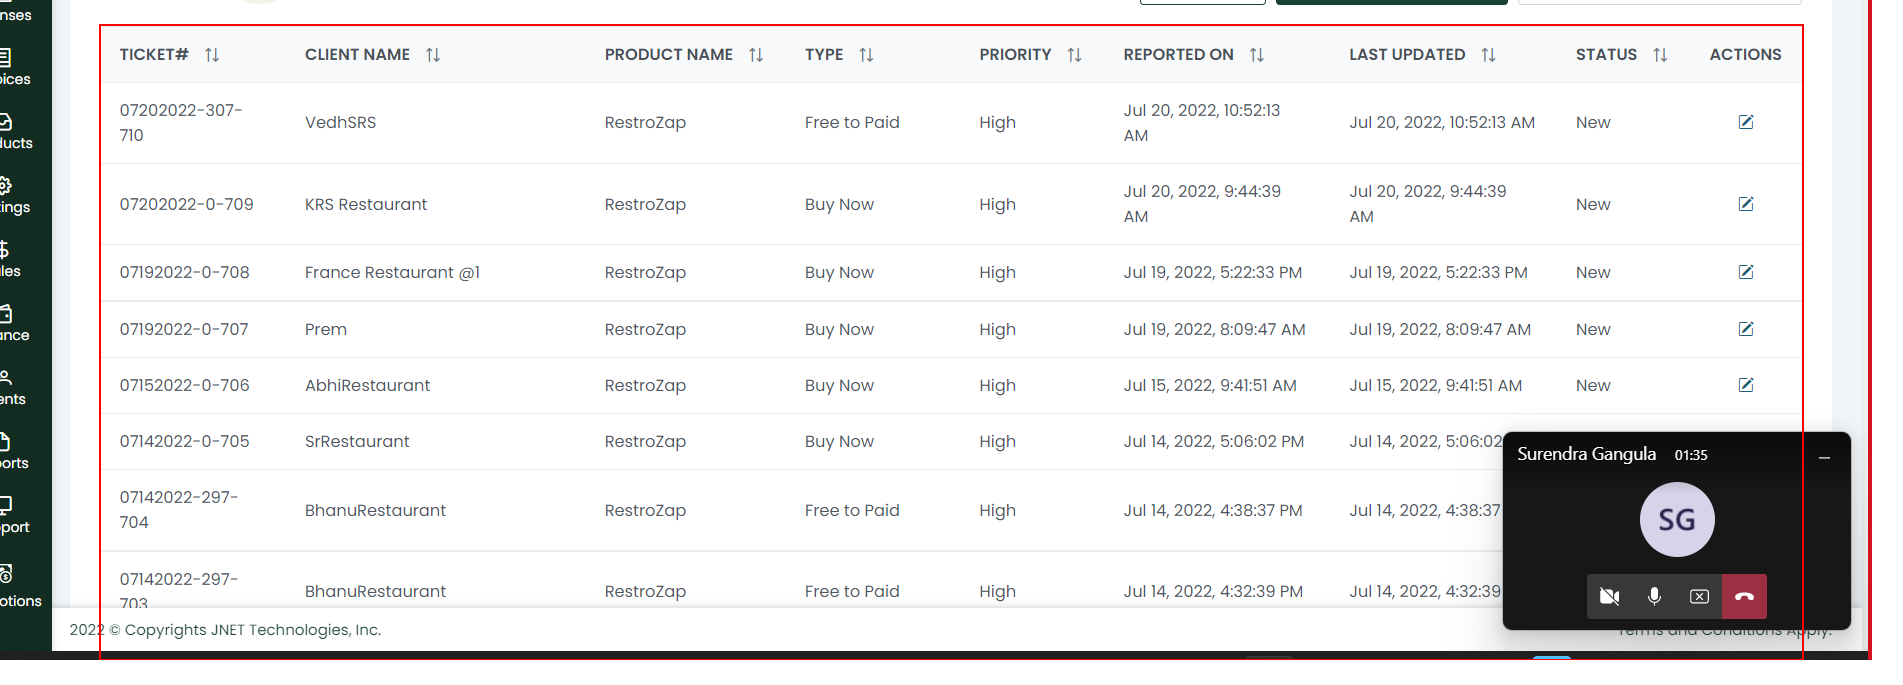 nses
oices
ducts
tings
les
ance
ents
ports
port
otions
TICKET# CLIENT NAME PRODUCT NAME TYPE PRIORITY REPORTED ON LAST UPDATED STATUS ACTIONS
07202022-307-
710 VedhSRS RestroZap Free to Paid High Jul 20, 2022, 10:52:13
AM Jul 20, 2022, 10:52:13 AM New
07202022-0-709 KRS Restaurant RestroZap Buy Now High Jul 20, 2022, 9:44:39
AM Jul 20, 2022, 9:44:39
AM New
07192022-0-708 France Restaurant @1 RestroZap Buy Now High Jul 19, 2022, 5:22:33 PM Jul 19, 2022, 5:22:33 PM New
07192022-0-707 Prem RestroZap Buy Now High Jul 19, 2022, 8:09:47 AM Jul 19, 2022, 8:09:47 AM New
07152022-0-706 AbhiRestaurant RestroZap Buy Now High Jul 15, 2022, 9:41:51 AM Jul 15, 2022, 9:41:51 AM New
07142022-0-705 SrRestaurant RestroZap Buy Now High Jul 14, 2022, 5:06:02 PM Jul 14, 2022, 5:06:02
07142022-297-
704 BhanuRestaurant RestroZap Free to Paid High Jul 14, 2022, 4:38:37 PM Jul 14, 2022, 4:38:37
07142022-297-
703 BhanuRestaurant RestroZap Free to Paid High Jul 14, 2022, 4:32:39 PM Jul 14, 2022, 4:32:39
Surendra Gangula 01:35
SG
2022 © Copyrights JNET Technologies, Inc.
Terms and Conditions Apply.